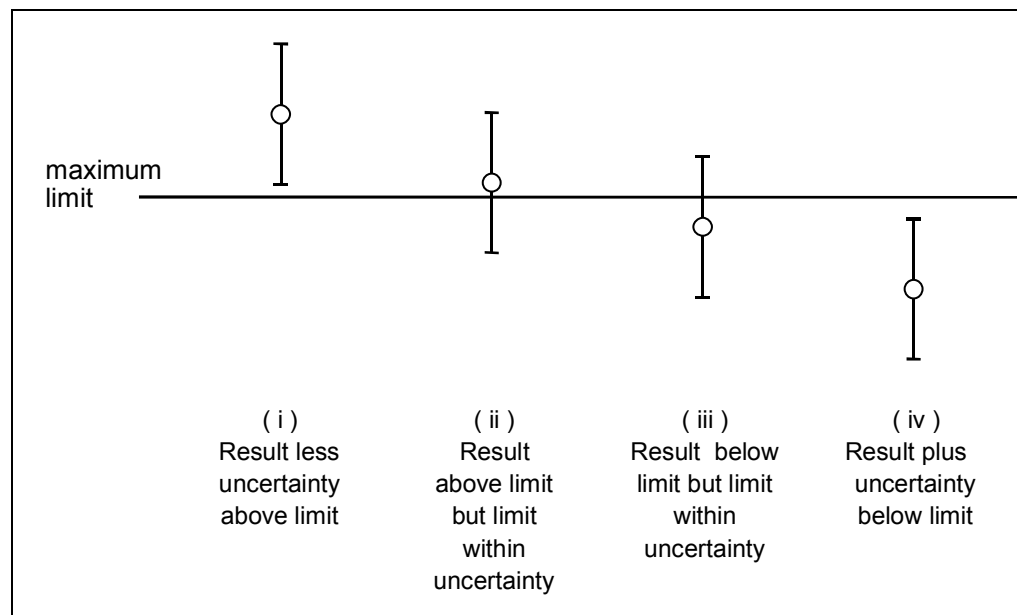 maximum
limit
( i )
Result less
uncertainty
above limit
( ii )
Result
above limit
but limit
within
uncertainty
( iii )
Result below
limit but limit
within
uncertainty
( iv )
Result plus
uncertainty
below limit